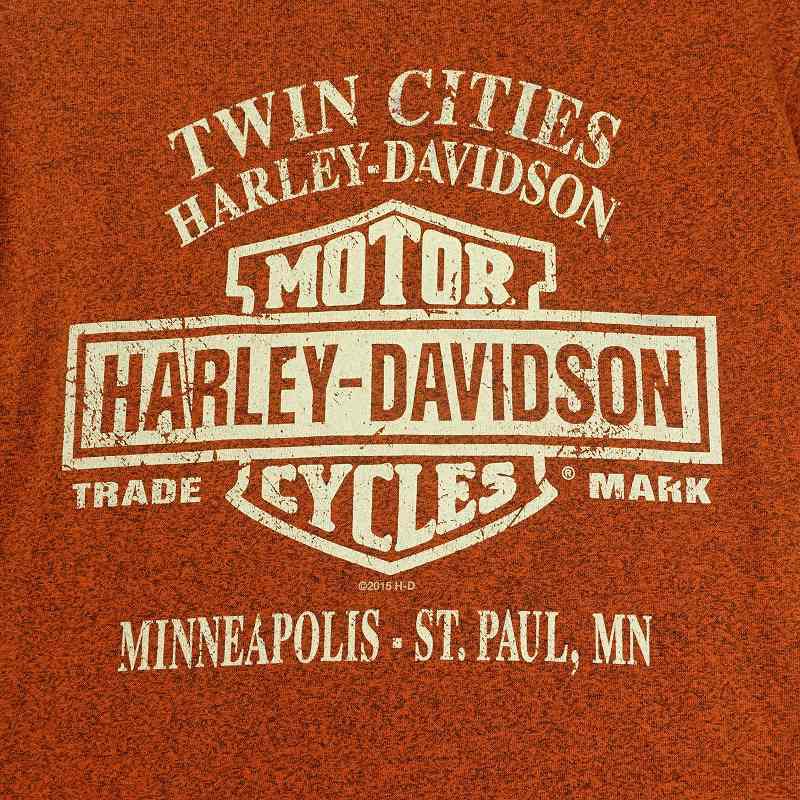 TWIN CITIES
HARLEY-DAVIDSON
MOTOR
HARLEY-DAVIDSON
CYCLES
TRADE ® MARK
©2015 H-D
MINNEAPOLIS - ST. PAUL, MN